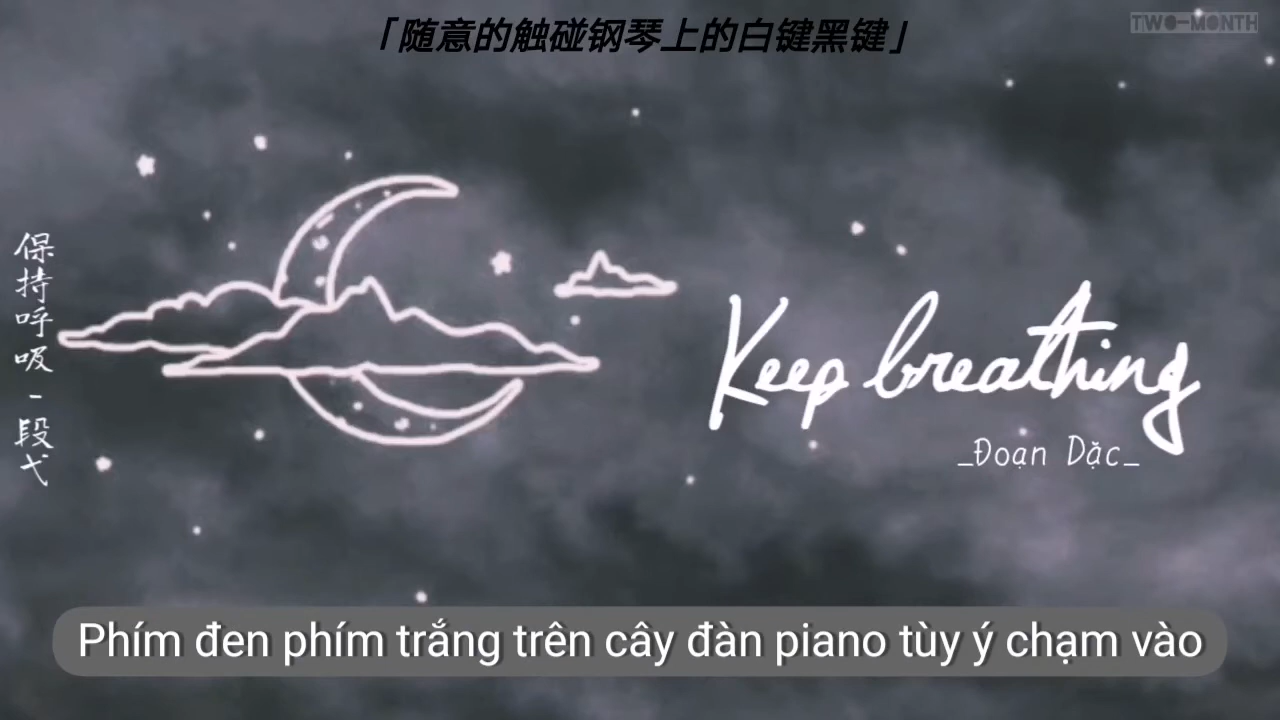 「随意的触碰钢琴上的白键黑键」
TWO-MONTH
保持呼吸 - 段弋
Keep breathing
_Đoạn Dặc_
Phím đen phím trắng trên cây đàn piano tùy ý chạm vào